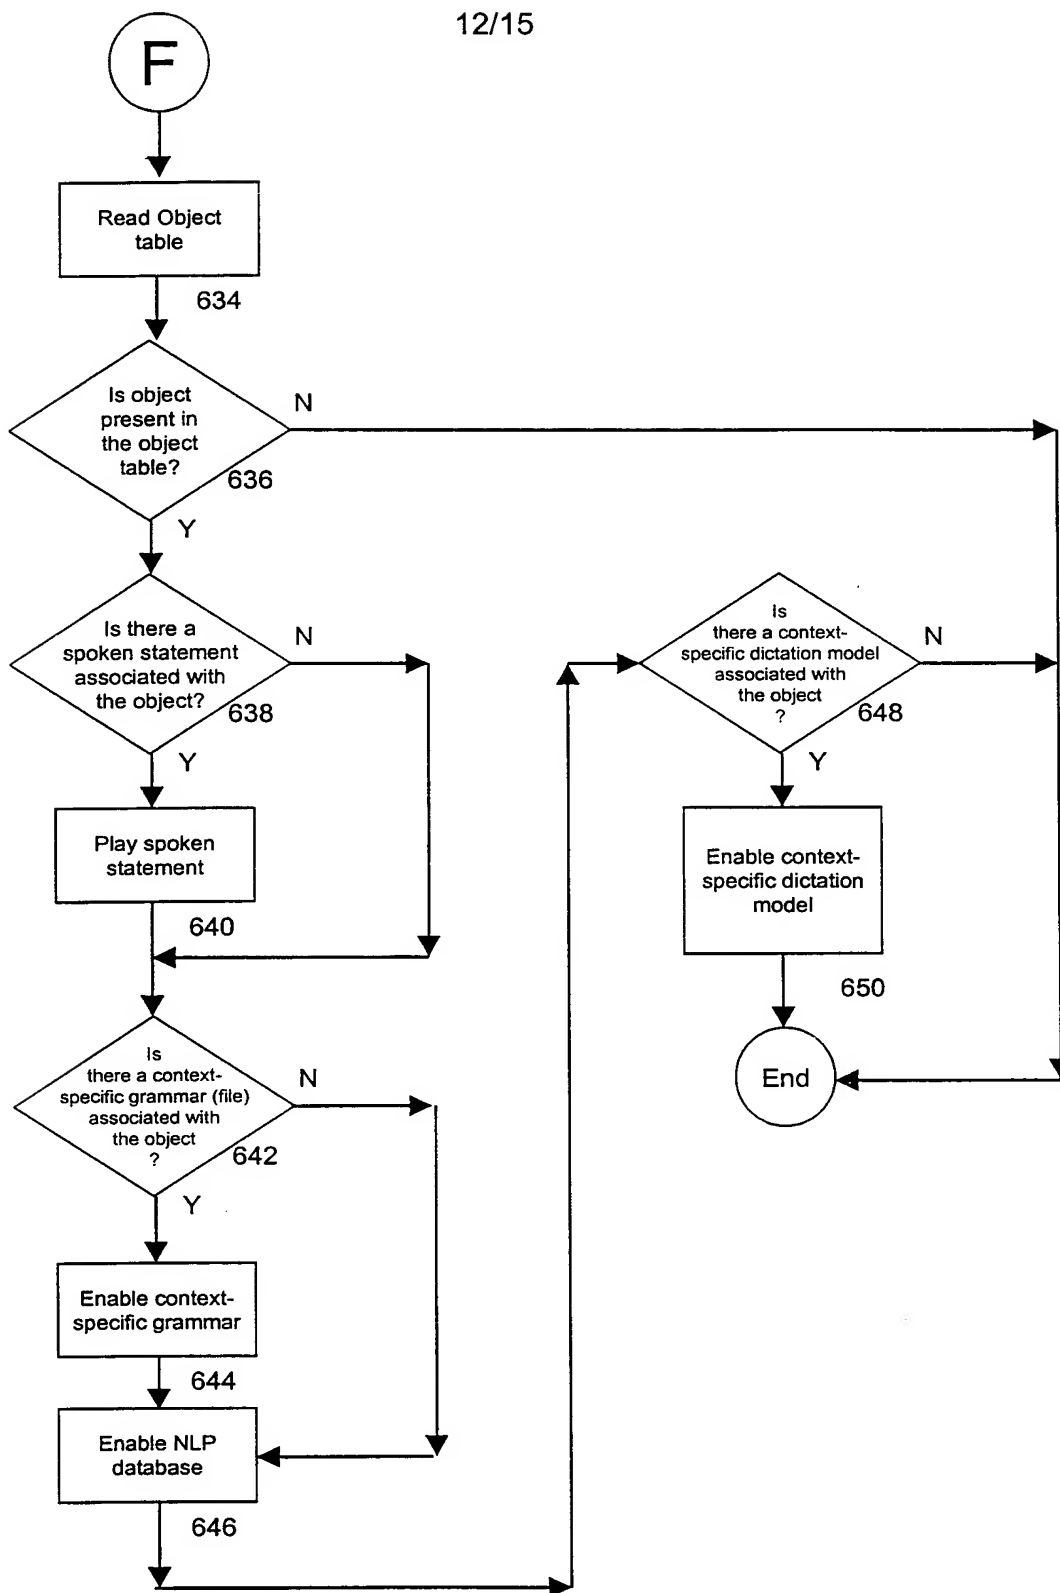 12/15
F
Read Object
table
634
Is object
present in
the object
table?
N
636
Y
Is there a
spoken statement
associated with
the object?
N
638
Y
Play spoken
statement
640
Is
there a context-
specific grammar (file)
associated with
the object
?
N
642
Y
Enable context-
specific grammar
644
Enable NLP
database
646
Is
there a context-
specific dictation model
associated with
the object
?
N
648
Y
Enable context-
specific dictation
model
650
End